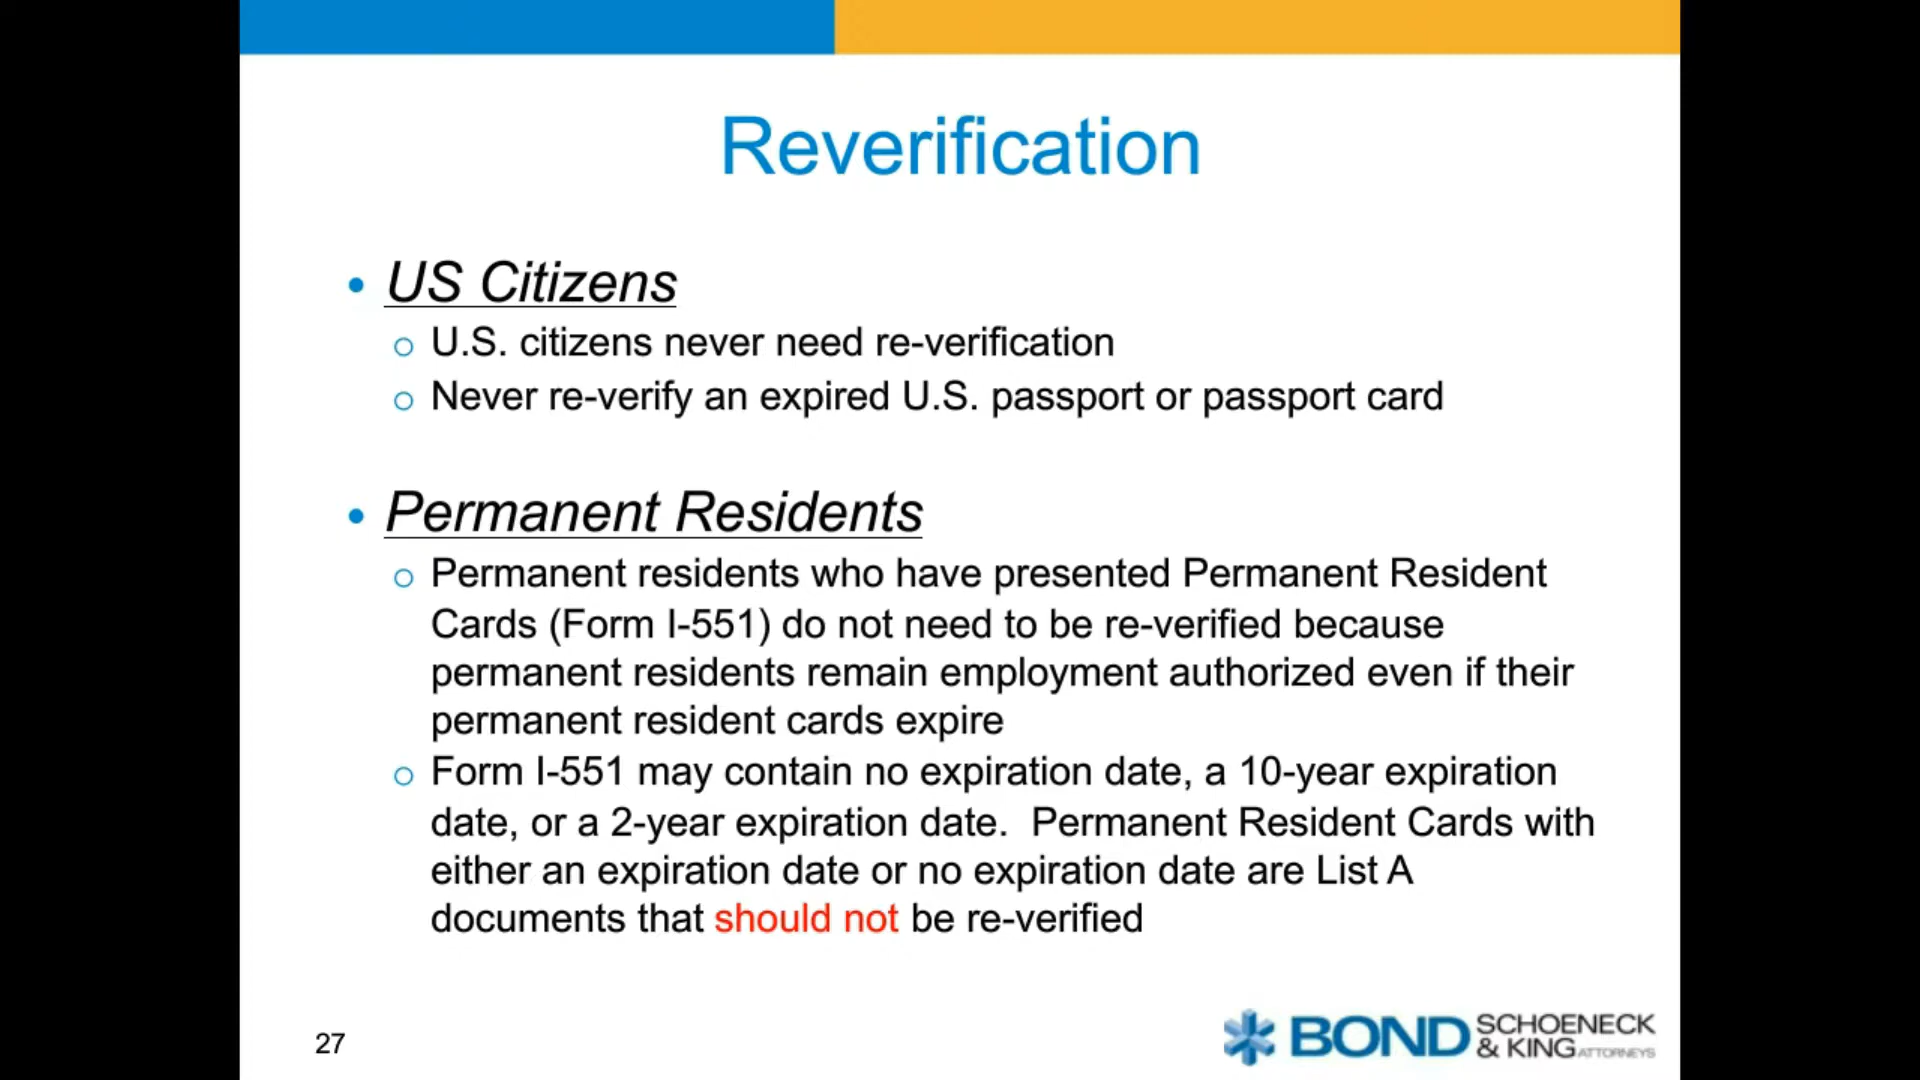 Reverification
• US Citizens
o U.S. citizens never need re-verification
o Never re-verify an expired U.S. passport or passport card
• Permanent Residents
o Permanent residents who have presented Permanent Resident
Cards (Form I-551) do not need to be re-verified because
permanent residents remain employment authorized even if their
permanent resident cards expire
o Form I-551 may contain no expiration date, a 10-year expiration
date, or a 2-year expiration date.  Permanent Resident Cards with
either an expiration date or no expiration date are List A
documents that should not be re-verified
27
BOND SCHOENECK
& KING ATTORNEYS